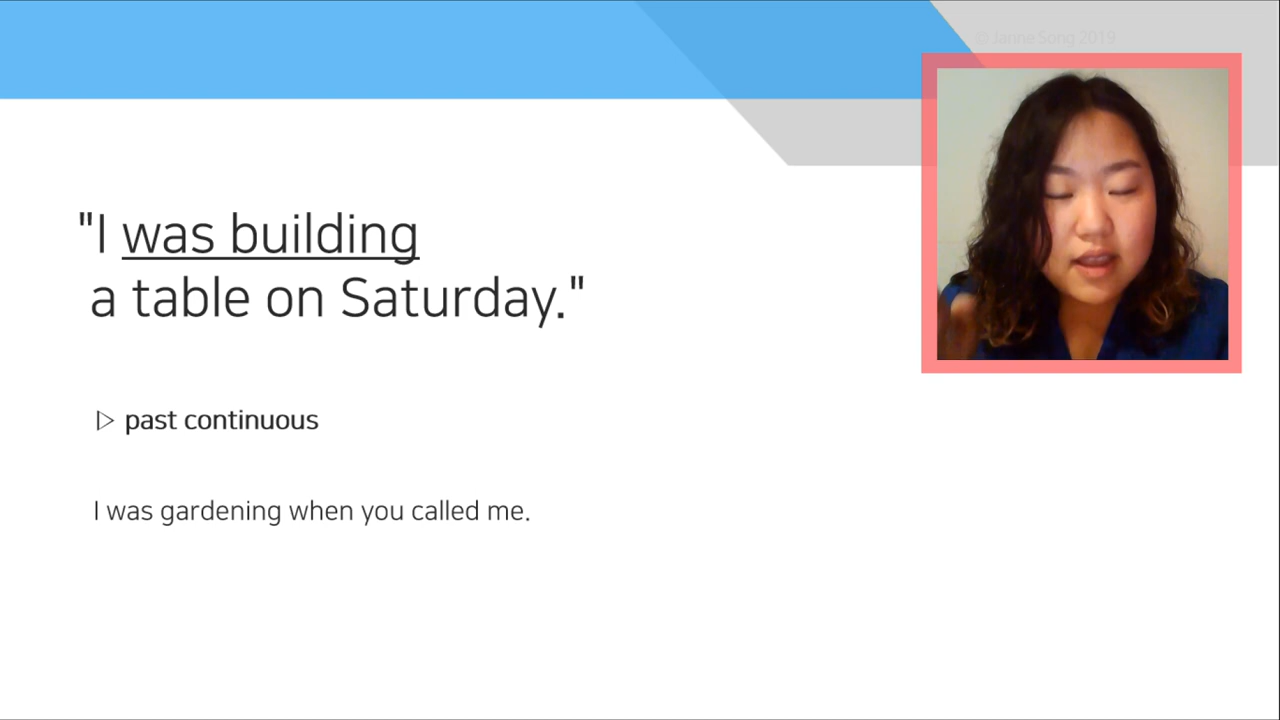 © Janne Song 2019
"I was building
a table on Saturday."
▷ past continuous
I was gardening when you called me.